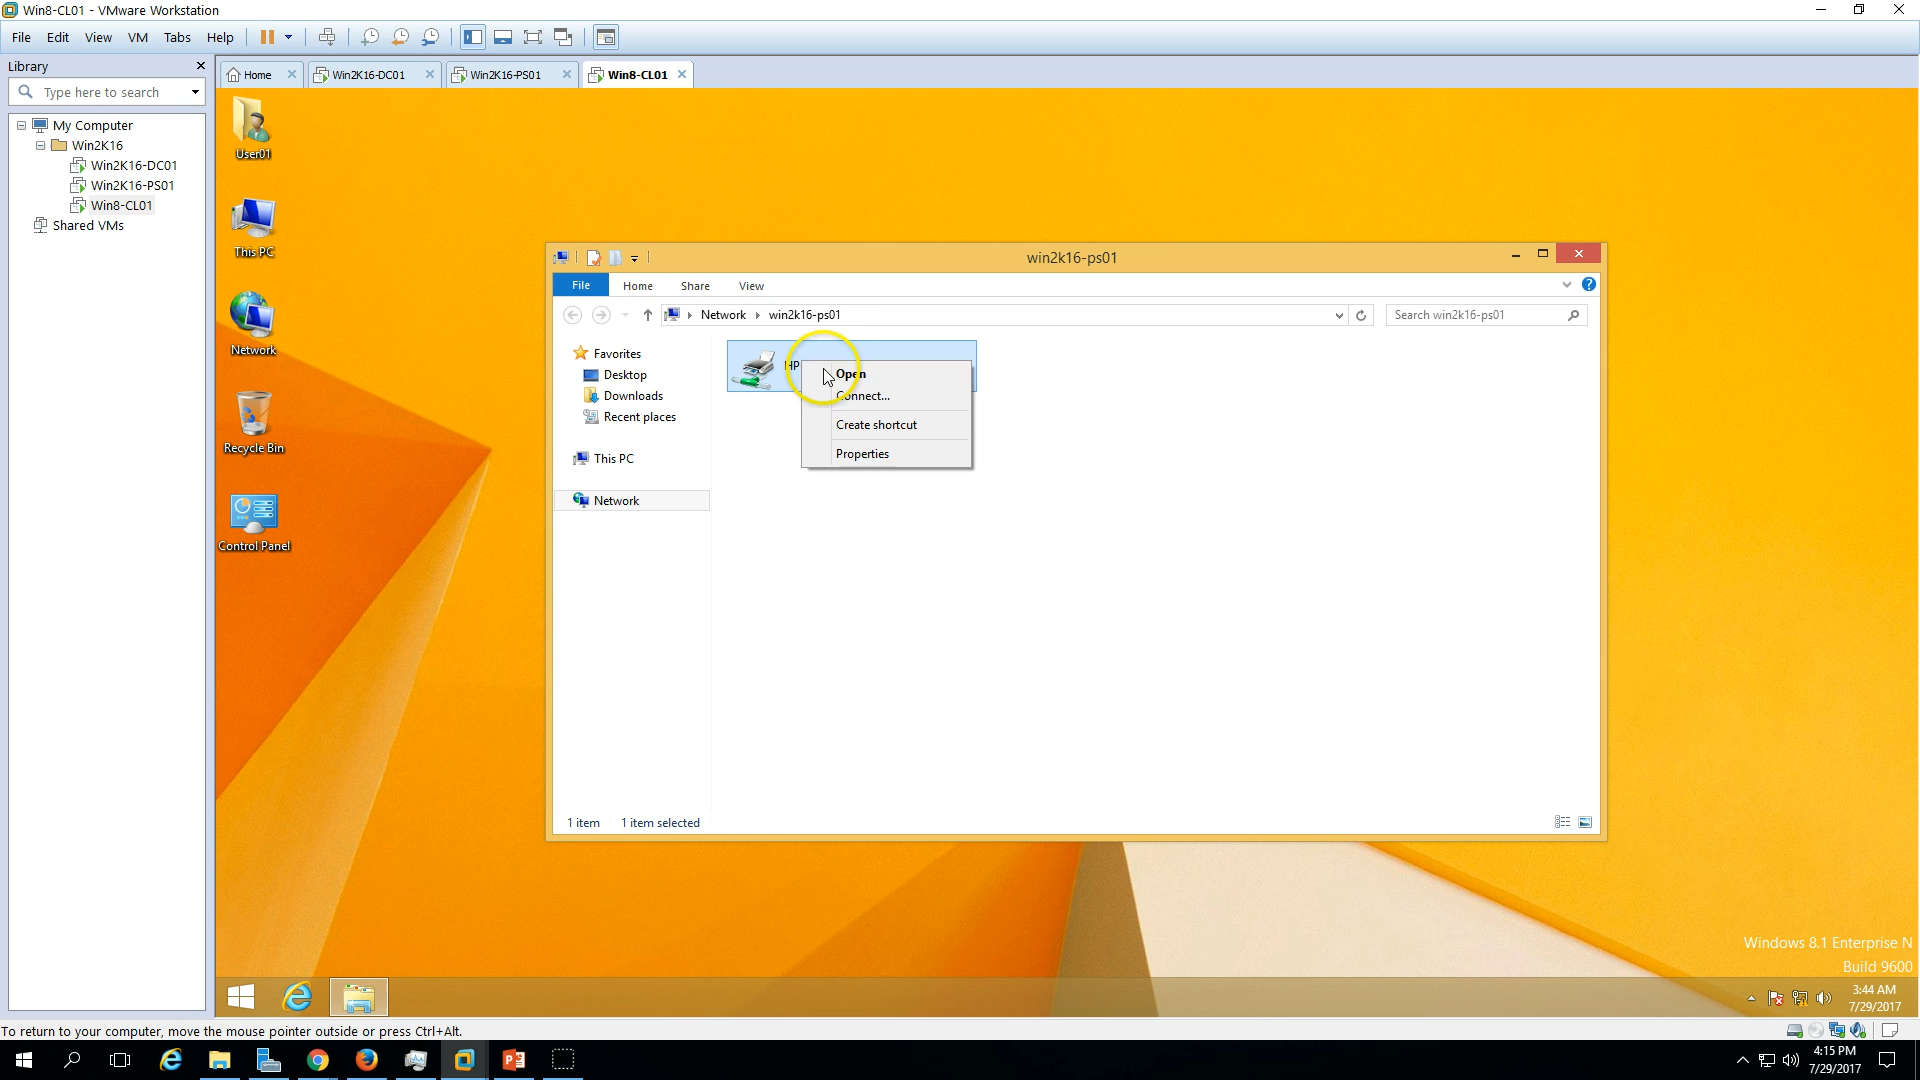 Win8-CL01 - VMware Workstation
File Edit View VM Tabs Help
Library
Home Win2K16-DC01 Win2K16-PS01 Win8-CL01
Type here to search
My Computer
Win2K16
Win2K16-DC01
Win2K16-PS01
Win8-CL01
Shared VMs
User01
This PC
Network
Recycle Bin
Control Panel
win2k16-ps01
File Home Share View
Network win2k16-ps01
Search win2k16-ps01
Favorites
Desktop
Downloads
Recent places
This PC
Network
HP
Open
Connect...
Create shortcut
Properties
1 item 1 item selected
Windows 8.1 Enterprise N
Build 9600
3:44 AM
7/29/2017
To return to your computer, move the mouse pointer outside or press Ctrl+Alt.
4:15 PM
7/29/2017